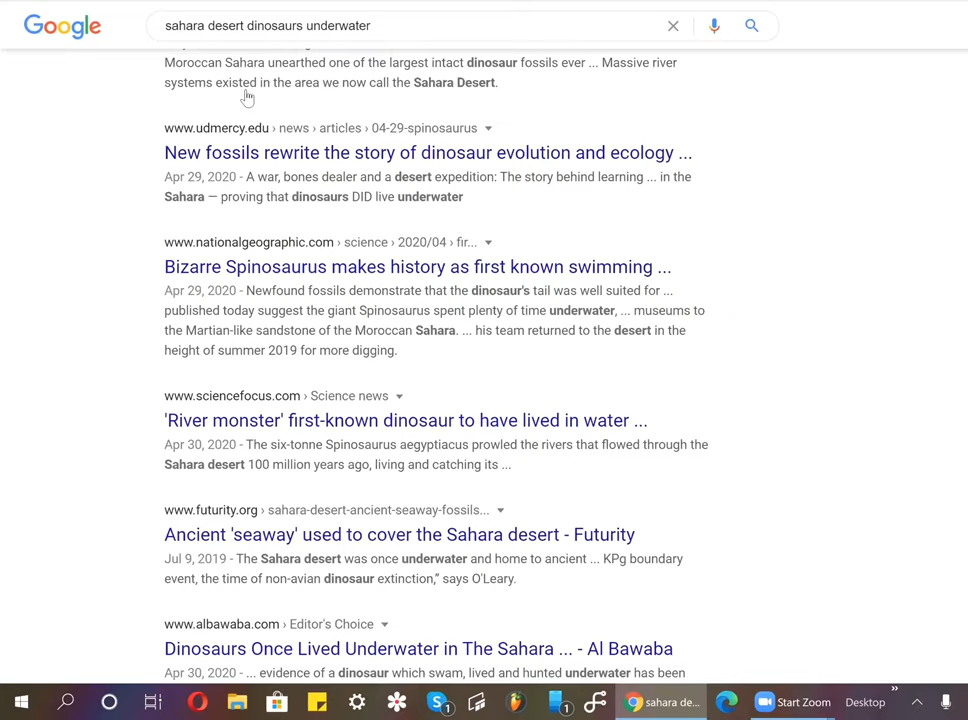 Google
sahara desert dinosaurs underwater
Moroccan Sahara unearthed one of the largest intact dinosaur fossils ever ... Massive river
systems existed in the area we now call the Sahara Desert.
www.udmercy.edu › news › articles › 04-29-spinosaurus
New fossils rewrite the story of dinosaur evolution and ecology ...
Apr 29, 2020 - A war, bones dealer and a desert expedition: The story behind learning ... in the
Sahara — proving that dinosaurs DID live underwater
www.nationalgeographic.com › science › 2020/04 › fir...
Bizarre Spinosaurus makes history as first known swimming ...
Apr 29, 2020 - Newfound fossils demonstrate that the dinosaur's tail was well suited for ...
published today suggest the giant Spinosaurus spent plenty of time underwater, ... museums to
the Martian-like sandstone of the Moroccan Sahara. ... his team returned to the desert in the
height of summer 2019 for more digging.
www.sciencefocus.com › Science news
'River monster' first-known dinosaur to have lived in water ...
Apr 30, 2020 - The six-tonne Spinosaurus aegyptiacus prowled the rivers that flowed through the
Sahara desert 100 million years ago, living and catching its ...
www.futurity.org › sahara-desert-ancient-seaway-fossils...
Ancient 'seaway' used to cover the Sahara desert - Futurity
Jul 9, 2019 - The Sahara desert was once underwater and home to ancient ... KPg boundary
event, the time of non-avian dinosaur extinction,” says O'Leary.
www.albawaba.com › Editor's Choice
Dinosaurs Once Lived Underwater in The Sahara ... - Al Bawaba
Apr 30, 2020 - ... evidence of a dinosaur which swam, lived and hunted underwater has been
1 1 sahara de... Start Zoom Desktop